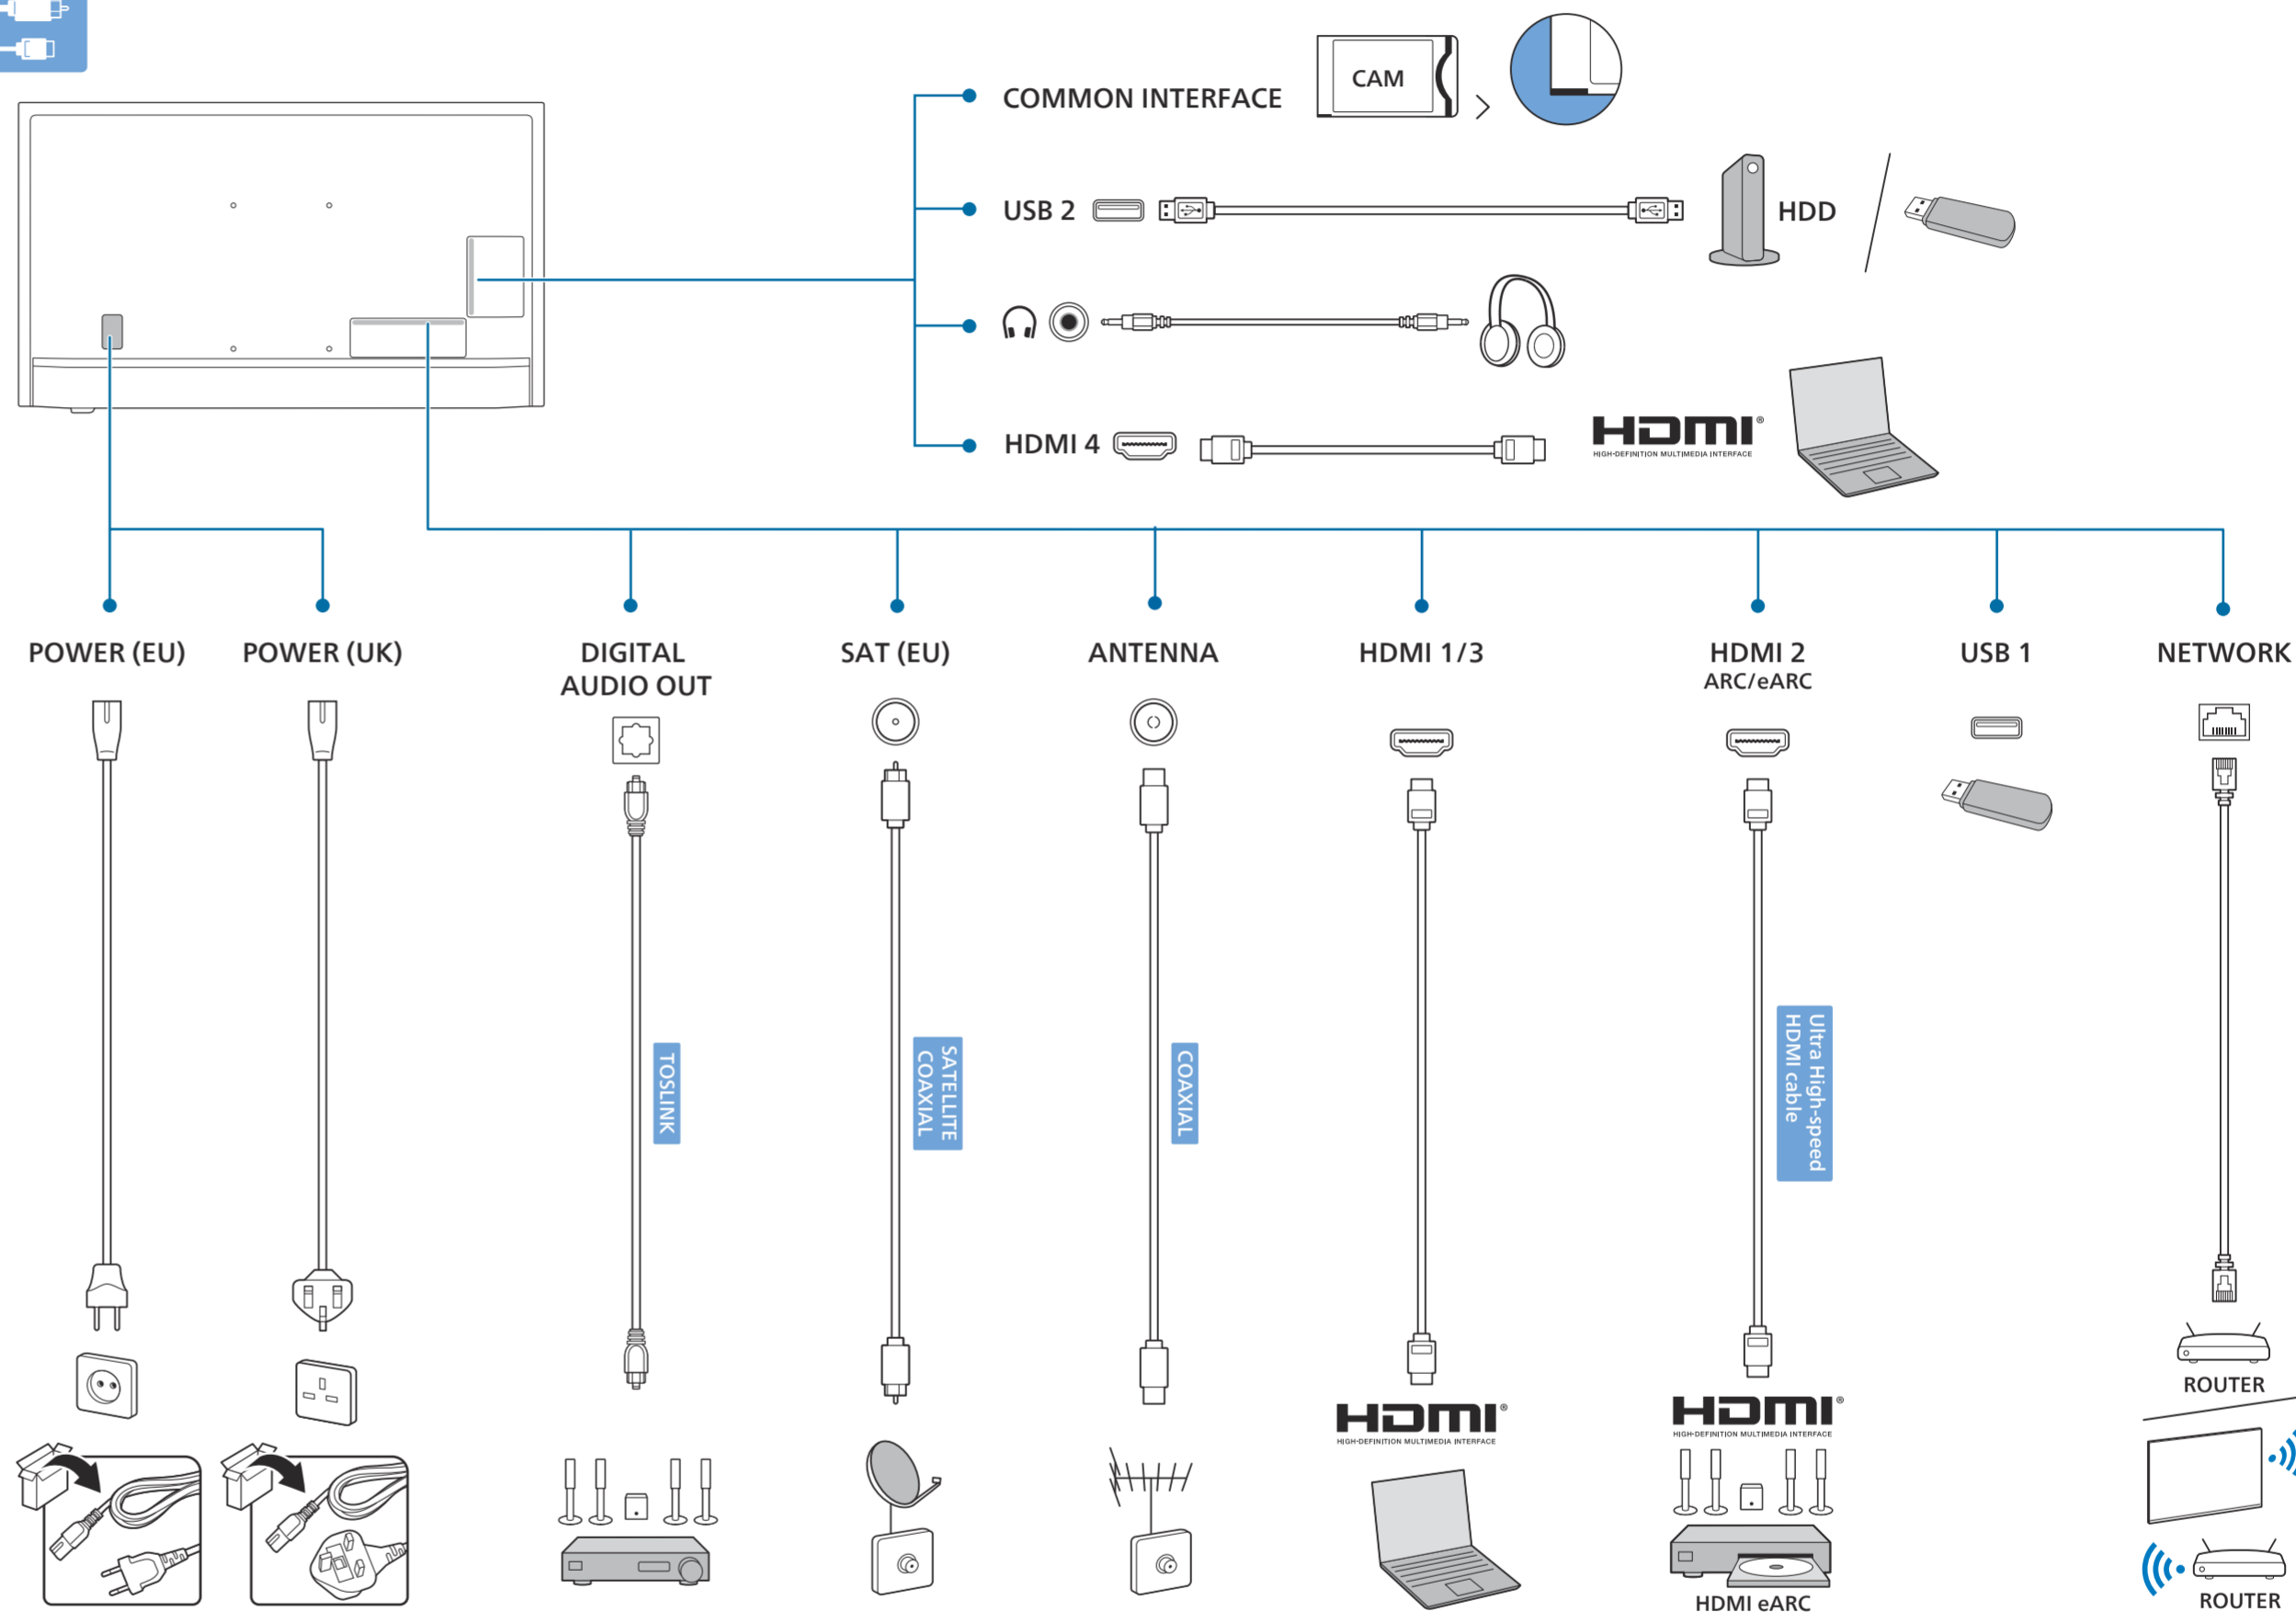 COMMON INTERFACE
CAM
USB 2
HDD
HDMI 4
HDMI®
HIGH-DEFINITION MULTIMEDIA INTERFACE
POWER (EU)
POWER (UK)
DIGITAL
AUDIO OUT
SAT (EU)
ANTENNA
HDMI 1/3
HDMI 2
ARC/eARC
USB 1
NETWORK
TOSLINK
SATELLITE
COAXIAL
COAXIAL
Ultra High-speed
HDMI cable
ROUTER
HDMI®
HIGH-DEFINITION MULTIMEDIA INTERFACE
HDMI®
HIGH-DEFINITION MULTIMEDIA INTERFACE
HDMI eARC
ROUTER